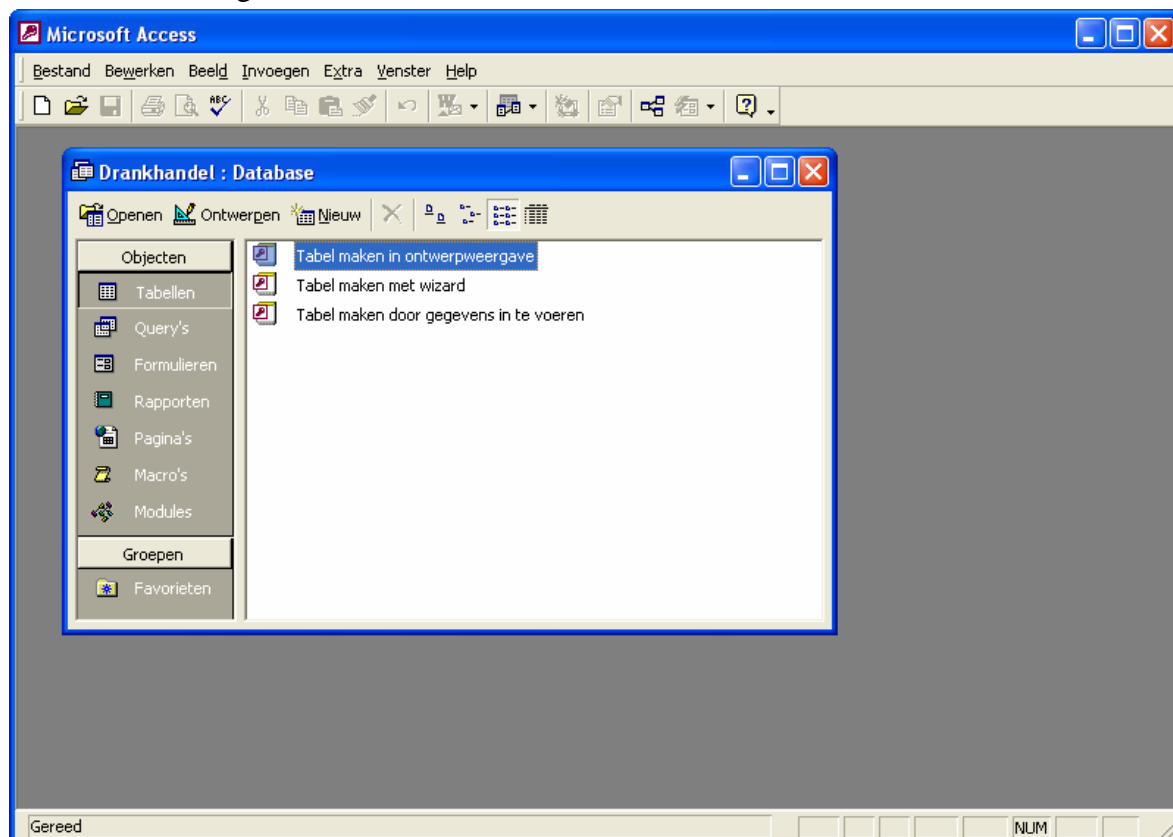 Microsoft Access
Bestand Bewerken Beeld Invoegen Extra Venster Help
ABC
Drankhandel : Database
Openen Ontwerpen Nieuw
Objecten
Tabel maken in ontwerpweergave
Tabellen
Tabel maken met wizard
Query's
Tabel maken door gegevens in te voeren
Formulieren
Rapporten
Pagina's
Macro's
Modules
Groepen
Favorieten
Gereed
NUM